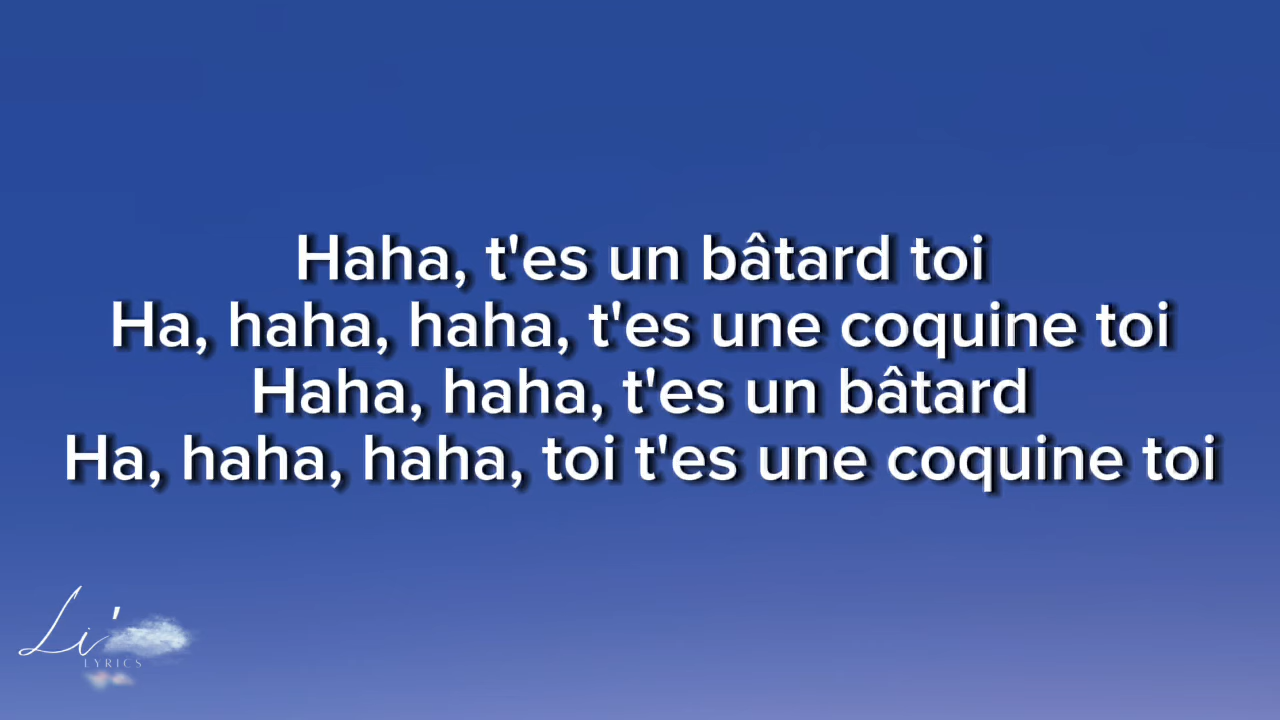 Haha, t'es un bâtard toi
Ha, haha, haha, t'es une coquine toi
Haha, haha, t'es un bâtard
Ha, haha, haha, toi t'es une coquine toi
Li'
LYRICS